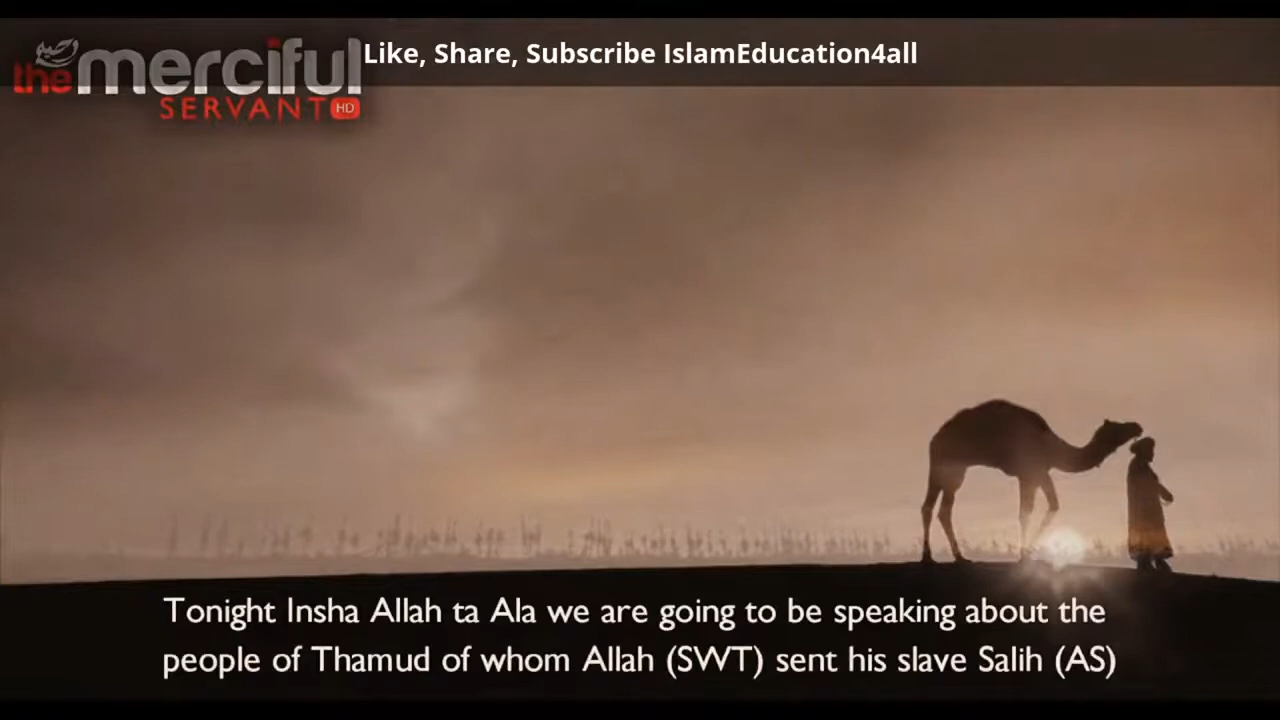 Like, Share, Subscribe IslamEducation4all
the merciful
SERVANT HD
Tonight Insha Allah ta Ala we are going to be speaking about the
people of Thamud of whom Allah (SWT) sent his slave Salih (AS)